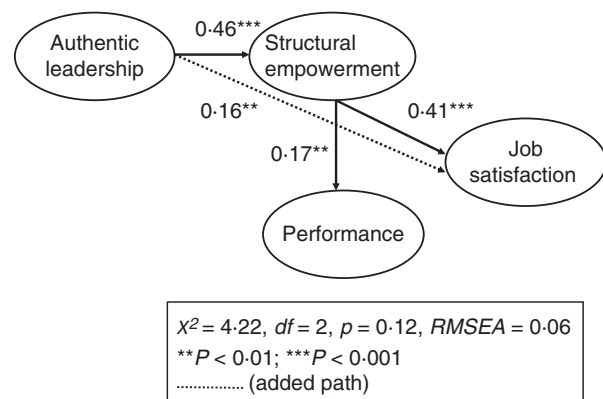 0·46***
Authentic
leadership
Structural
empowerment
0·16**
0·41***
0·17**
Job
satisfaction
Performance
χ² = 4·22, df = 2, p = 0·12, RMSEA = 0·06
**P < 0·01; ***P < 0·001
.............. (added path)